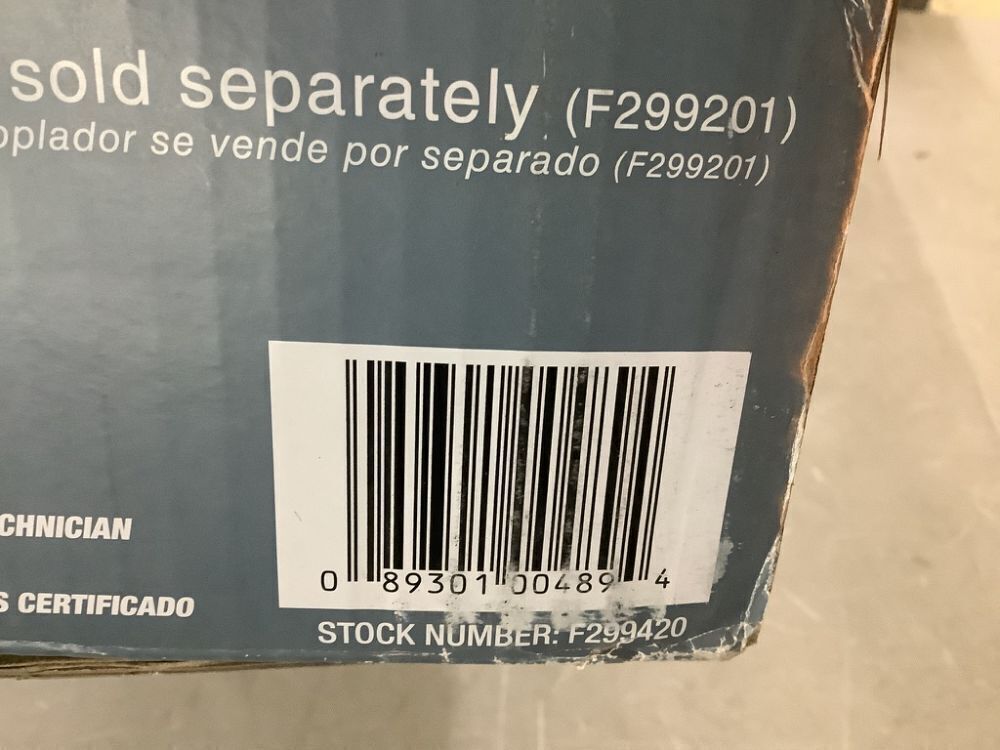 sold separately (F299201)
oplador se vende por separado (F299201)
CHNICIAN
S CERTIFICADO
0 89301 00489 4
STOCK NUMBER: F299420